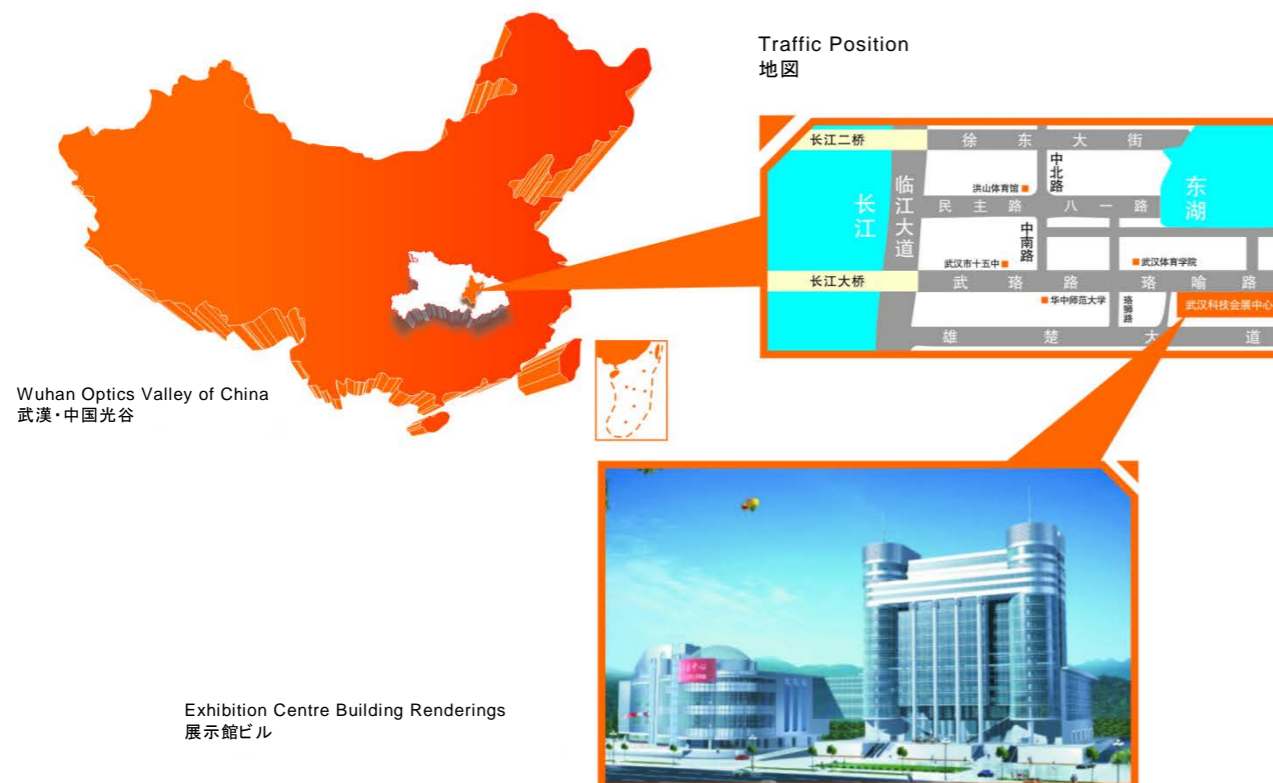 Traffic Position
地図
长江二桥
徐东大街
中北路
洪山体育馆
临江大道
长江
东湖
民主路
八一路
中南路
武汉市十五中
武汉体育学院
长江大桥
武珞路
珞喻路
华中师范大学
珞狮路
武汉科技会展中心
雄楚大道
Wuhan Optics Valley of China
武漢・中国光谷
Exhibition Centre Building Renderings
展示館ビル